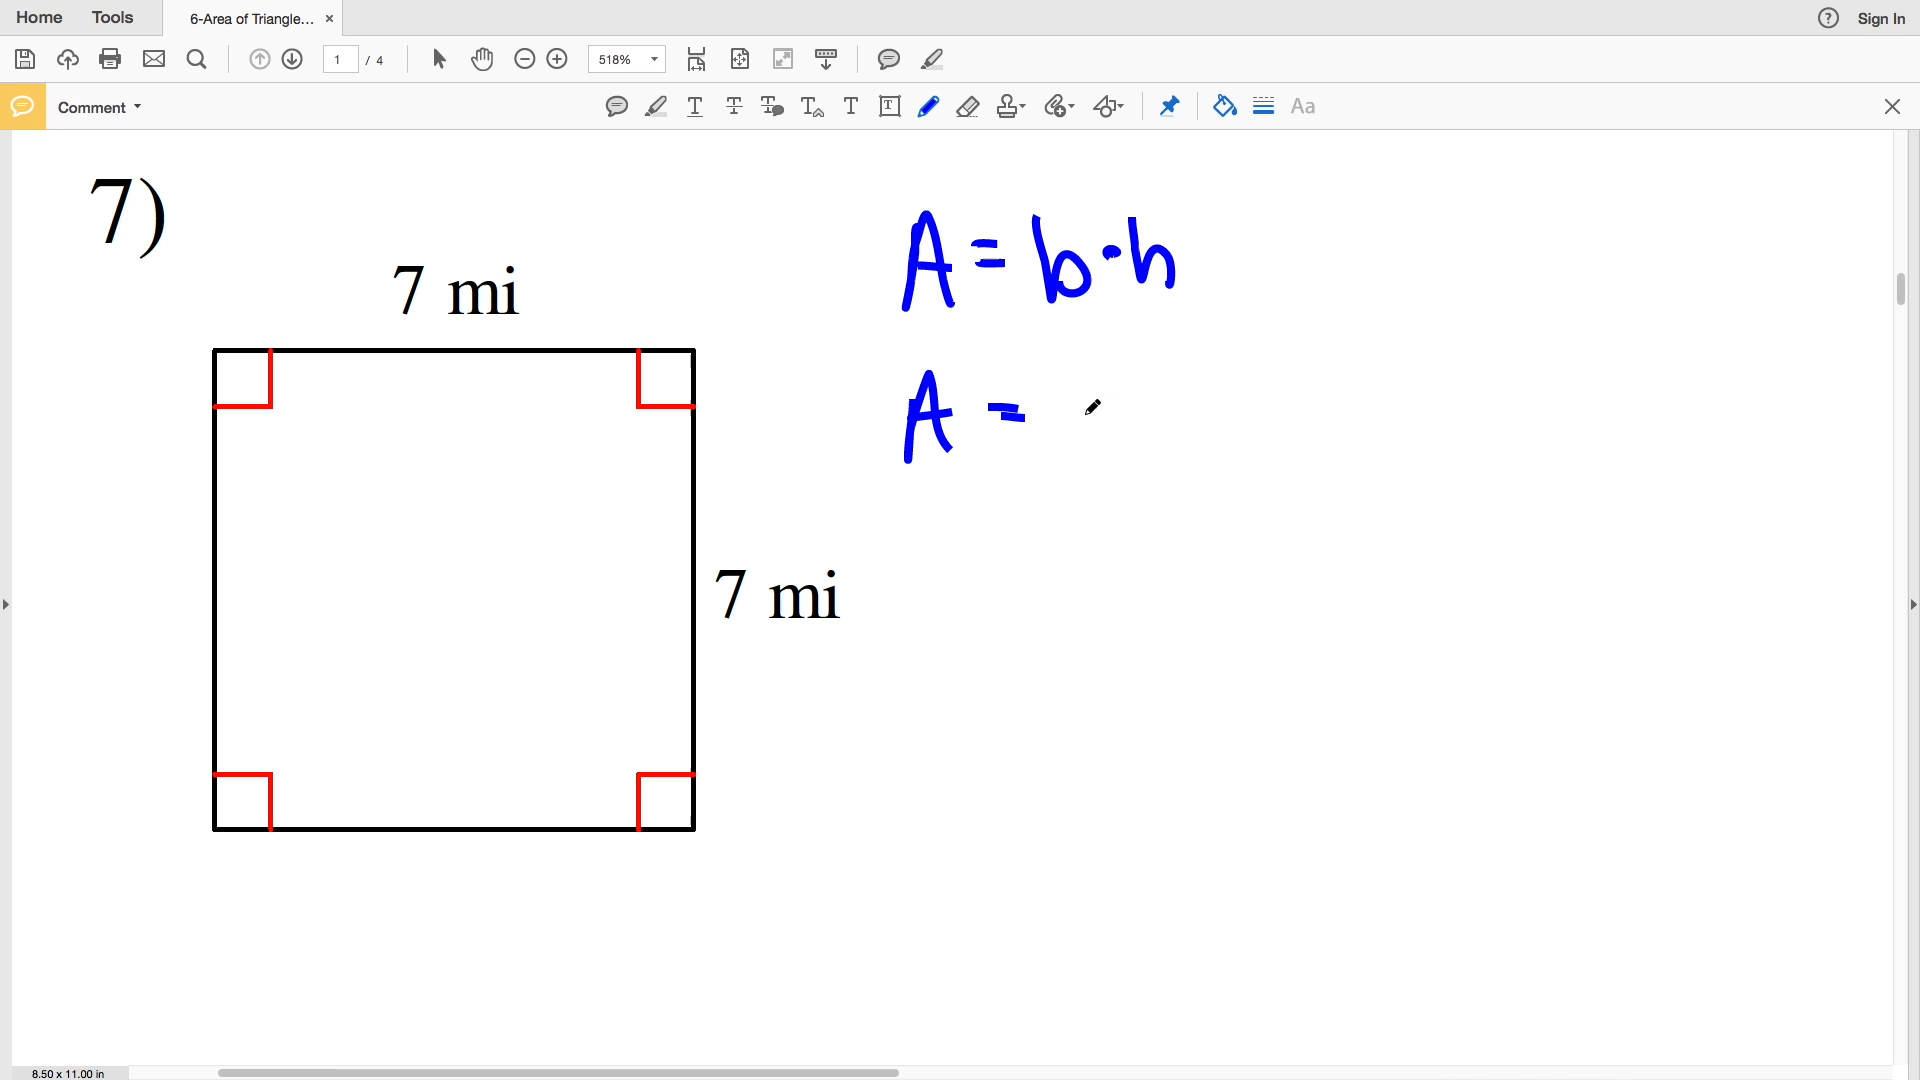 Home Tools 6-Area of Triangle... × ? Sign In
1 / 4 518%
Comment Aa
7)
7 mi
A = b·h
A =
7 mi
8.50 x 11.00 in